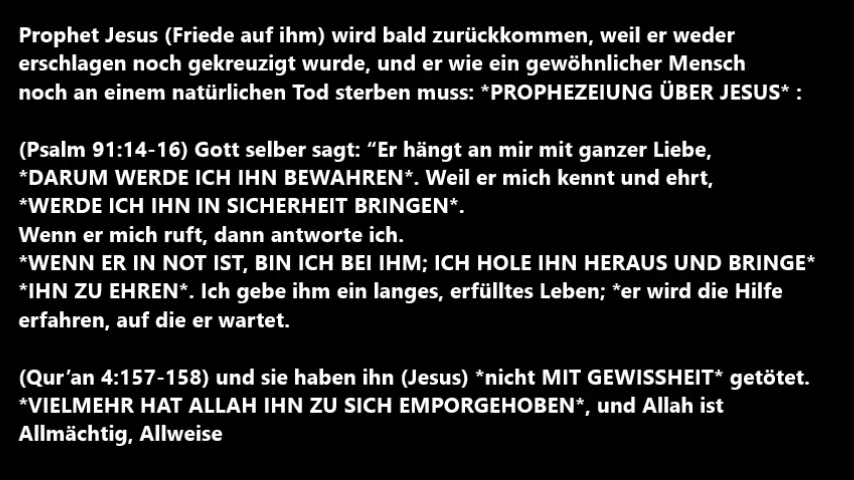 Prophet Jesus (Friede auf ihm) wird bald zurückkommen, weil er weder
erschlagen noch gekreuzigt wurde, und er wie ein gewöhnlicher Mensch
noch an einem natürlichen Tod sterben muss: *PROPHEZEIUNG ÜBER JESUS* :
(Psalm 91:14-16) Gott selber sagt: “Er hängt an mir mit ganzer Liebe,
*DARUM WERDE ICH IHN BEWAHREN*. Weil er mich kennt und ehrt,
*WERDE ICH IHN IN SICHERHEIT BRINGEN*.
Wenn er mich ruft, dann antworte ich.
*WENN ER IN NOT IST, BIN ICH BEI IHM; ICH HOLE IHN HERAUS UND BRINGE*
*IHN ZU EHREN*. Ich gebe ihm ein langes, erfülltes Leben; *er wird die Hilfe
erfahren, auf die er wartet.
(Qur’an 4:157-158) und sie haben ihn (Jesus) *nicht MIT GEWISSHEIT* getötet.
*VIELMEHR HAT ALLAH IHN ZU SICH EMPORGEHOBEN*, und Allah ist
Allmächtig, Allweise